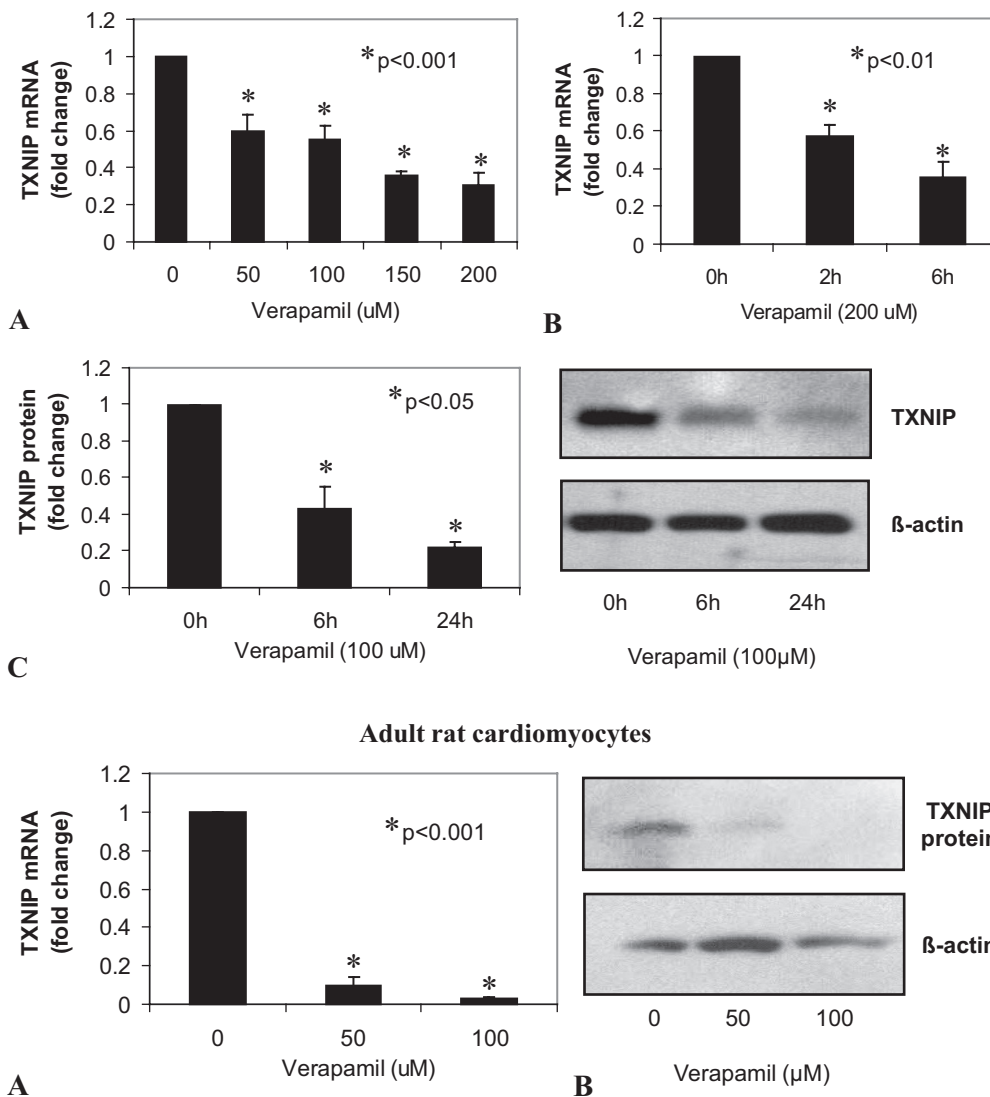 TXNIP mRNA
(fold change)
1.2
1
0.8
0.6
0.4
0.2
0
*p<0.001
*
*
*
*
0 50 100 150 200
Verapamil (uM)
A
TXNIP mRNA
(fold change)
1.2
1
0.8
0.6
0.4
0.2
0
*p<0.01
*
*
0h 2h 6h
Verapamil (200 uM)
B
TXNIP protein
(fold change)
1.2
1
0.8
0.6
0.4
0.2
0
*p<0.05
*
*
0h 6h 24h
Verapamil (100 uM)
C
TXNIP
ß-actin
0h 6h 24h
Verapamil (100µM)
Adult rat cardiomyocytes
TXNIP mRNA
(fold change)
1.2
1
0.8
0.6
0.4
0.2
0
*p<0.001
*
*
0 50 100
Verapamil (uM)
A
TXNIP
protein
ß-actin
0 50 100
Verapamil (µM)
B